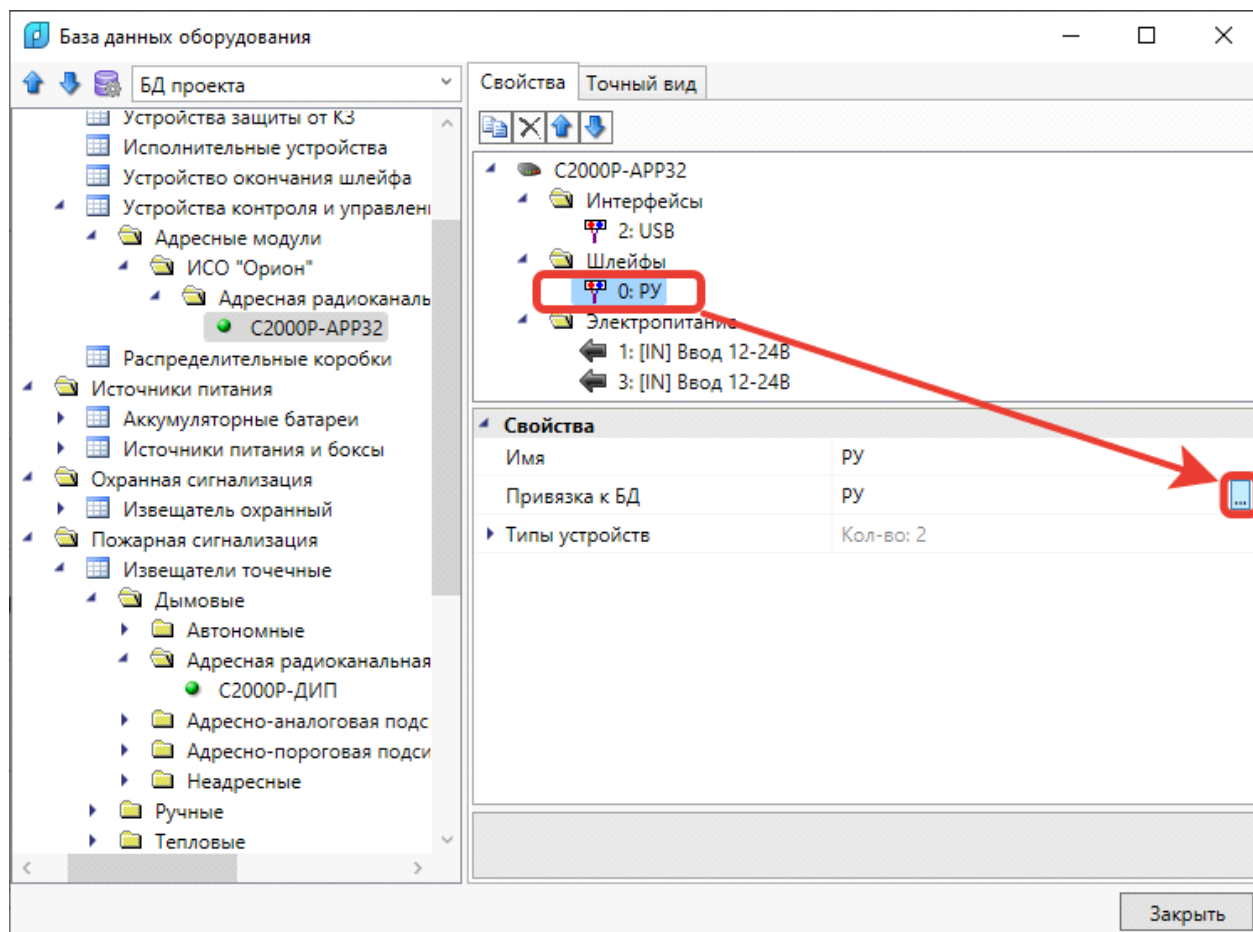 База данных оборудования
БД проекта
Устройства защиты от КЗ
Исполнительные устройства
Устройство окончания шлейфа
Устройства контроля и управлен
Адресные модули
ИСО "Орион"
Адресная радиоканаль
С2000Р-АРР32
Распределительные коробки
Источники питания
Аккумуляторные батареи
Источники питания и боксы
Охранная сигнализация
Извещатель охранный
Пожарная сигнализация
Извещатели точечные
Дымовые
Автономные
Адресная радиоканальная
С2000Р-ДИП
Адресно-аналоговая подс
Адресно-пороговая подси
Неадресные
Ручные
Тепловые
Свойства Точный вид
С2000Р-АРР32
Интерфейсы
2: USB
Шлейфы
0: РУ
Электропитание
1: [IN] Ввод 12-24В
3: [IN] Ввод 12-24В
Свойства
Имя РУ
Привязка к БД РУ ...
Типы устройств Кол-во: 2
Закрыть